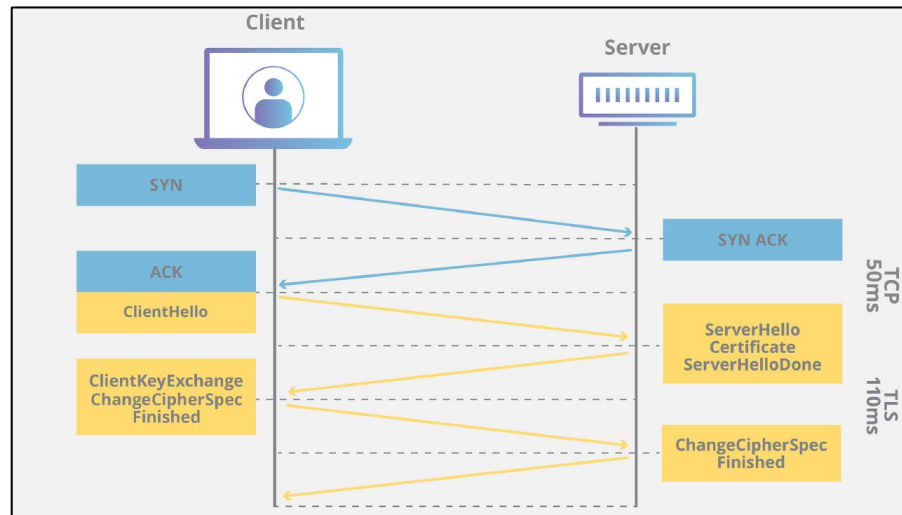 Client
Server
SYN
SYN ACK
ACK
TCP
50ms
ClientHello
ServerHello
Certificate
ServerHelloDone
ClientKeyExchange
ChangeCipherSpec
Finished
TLS
110ms
ChangeCipherSpec
Finished